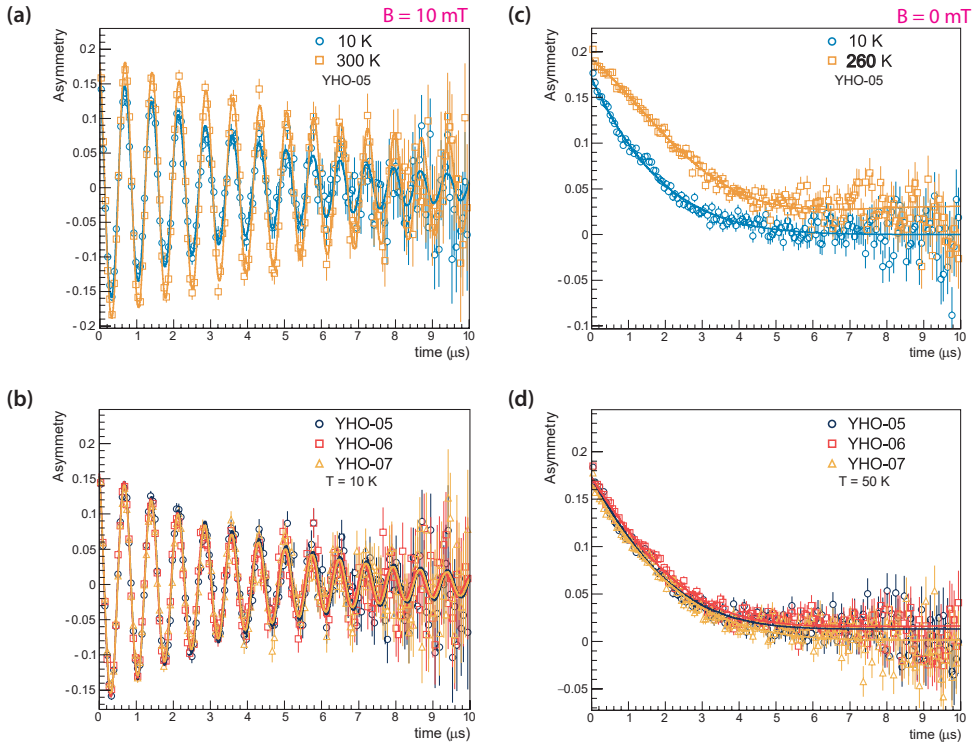 (a)
B = 10 mT
10 K
300 K
YHO-05
Asymmetry
0.2
0.15
0.1
0.05
0
-0.05
-0.1
-0.15
-0.2
0 1 2 3 4 5 6 7 8 9 10
time (μs)
(c)
B = 0 mT
10 K
260 K
YHO-05
Asymmetry
0.2
0.15
0.1
0.05
0
-0.05
-0.1
0 1 2 3 4 5 6 7 8 9 10
time (μs)
(b)
YHO-05
YHO-06
YHO-07
T = 10 K
Asymmetry
0.2
0.15
0.1
0.05
0
-0.05
-0.1
-0.15
0 1 2 3 4 5 6 7 8 9 10
time (μs)
(d)
YHO-05
YHO-06
YHO-07
T = 50 K
Asymmetry
0.2
0.15
0.1
0.05
0
−0.05
0 1 2 3 4 5 6 7 8 9 10
time (μs)